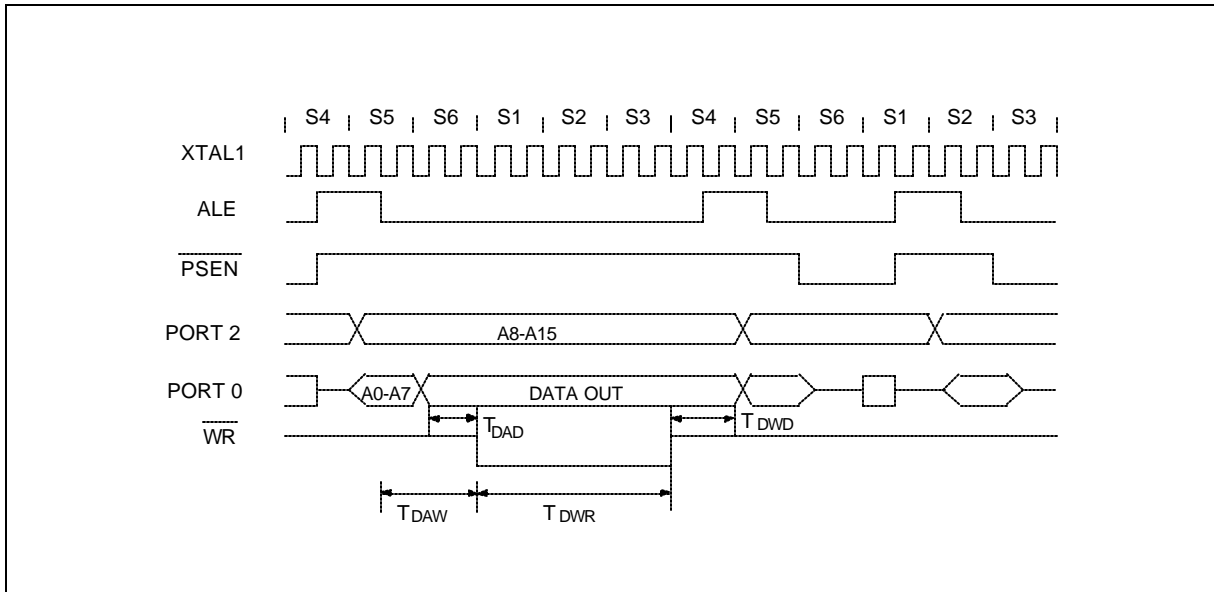 S4 S5 S6 S1 S2 S3 S4 S5 S6 S1 S2 S3
XTAL1
ALE
PSEN
PORT 2
A8-A15
PORT 0
A0-A7 DATA OUT
WR
TDAD
T DWD
TDAW
T DWR